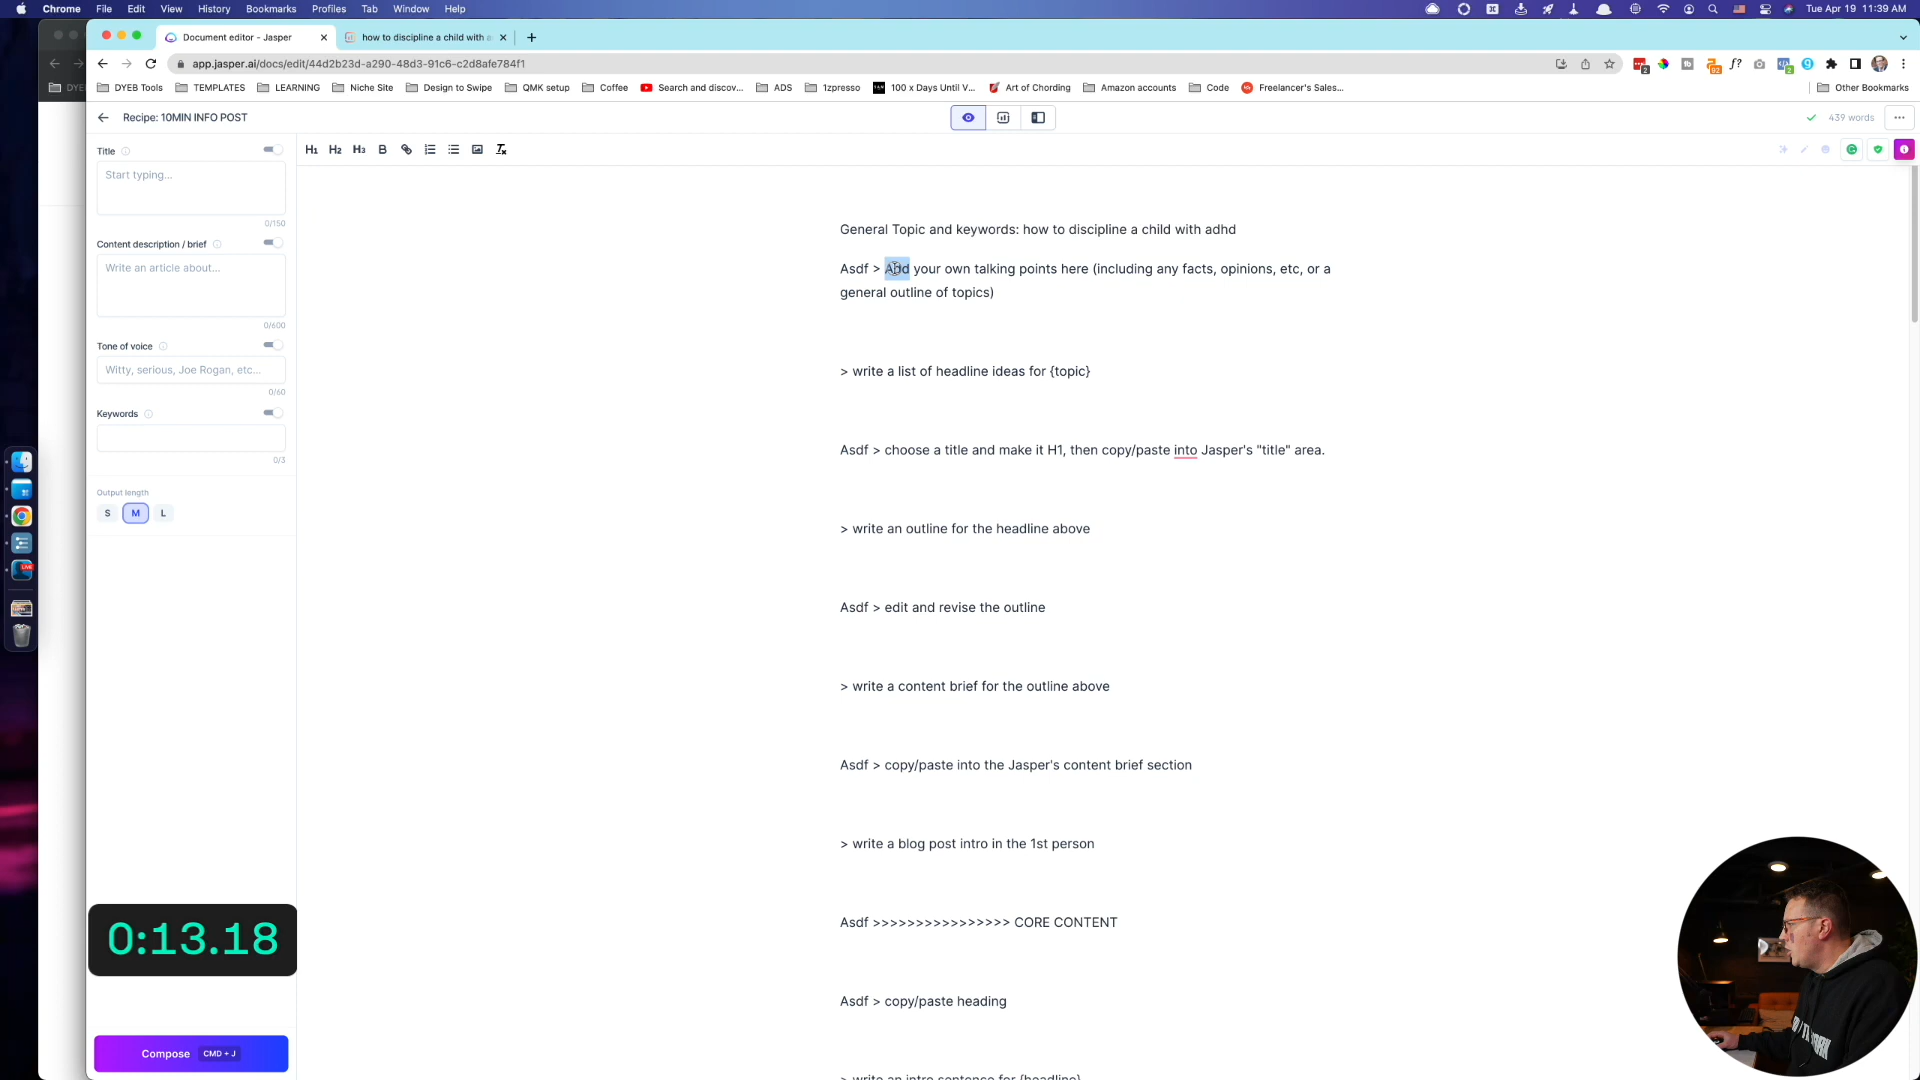 Chrome File Edit View History Bookmarks Profiles Tab Window Help Tue Apr 19 11:39 AM
Document editor - Jasper how to discipline a child with a
app.jasper.ai/docs/edit/44d2b23d-a290-48d3-91c6-c2d8afe784f1
DYEB Tools TEMPLATES LEARNING Niche Site Design to Swipe QMK setup Coffee Search and discov... ADS 1zpresso 100 x Days Until V... Art of Chording Amazon accounts Code Freelancer's Sales... Other Bookmarks
Recipe: 10MIN INFO POST 439 words
Title
H1 H2 H3 B
Start typing...
0/150
Content description / brief
Write an article about...
0/600
Tone of voice
Witty, serious, Joe Rogan, etc...
0/60
Keywords
0/3
Output length
S M L
0:13.18
Compose CMD + J
General Topic and keywords: how to discipline a child with adhd
Asdf > Add your own talking points here (including any facts, opinions, etc, or a
general outline of topics)
> write a list of headline ideas for {topic}
Asdf > choose a title and make it H1, then copy/paste into Jasper's "title" area.
> write an outline for the headline above
Asdf > edit and revise the outline
> write a content brief for the outline above
Asdf > copy/paste into the Jasper's content brief section
> write a blog post intro in the 1st person
Asdf >>>>>>>>>>>>>>>> CORE CONTENT
Asdf > copy/paste heading
> write an intro sentence for {headline}